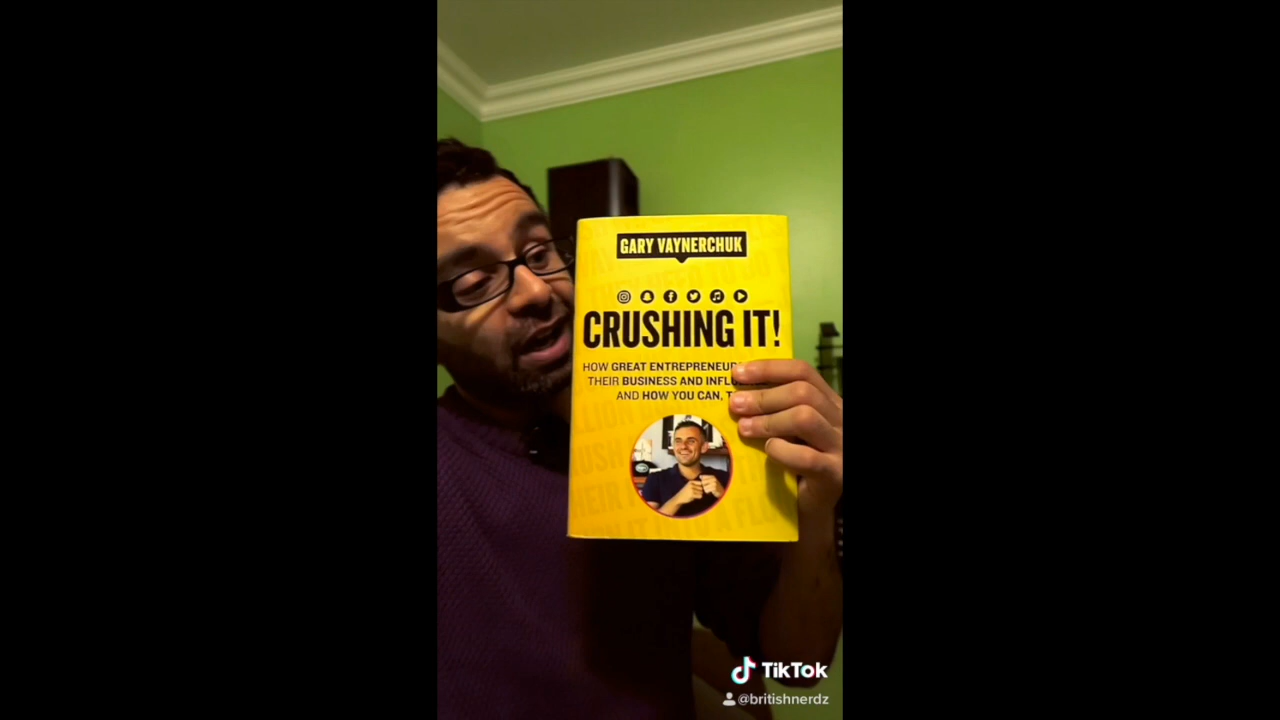 GARY VAYNERCHUK
CRUSHING IT!
HOW GREAT ENTREPRENEUR
THEIR BUSINESS AND INFLU
AND HOW YOU CAN, T
TikTok
@britishnerdz